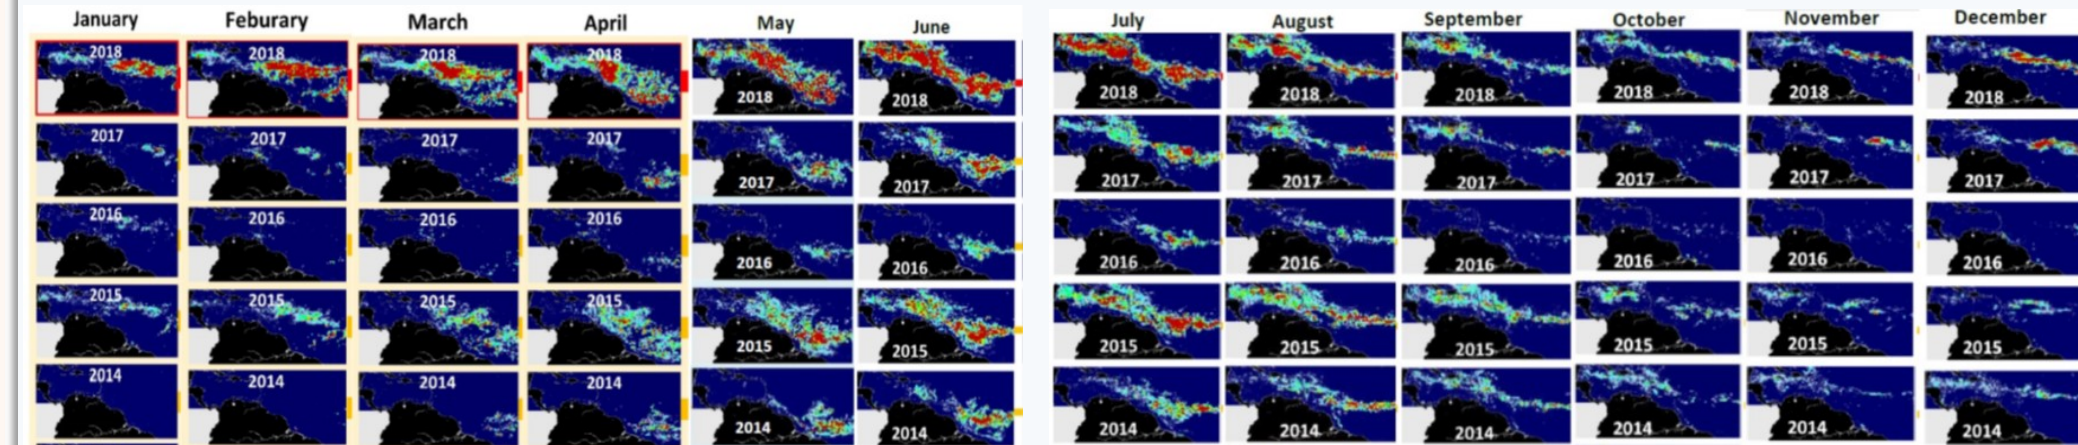 January Feburary March April May June July August September October November December
2018 2018 2018 2018 2018 2018 2018 2018 2018 2018 2018 2018
2017 2017 2017 2017 2017 2017 2017 2017 2017 2017 2017 2017
2016 2016 2016 2016 2016 2016 2016 2016 2016 2016 2016 2016
2015 2015 2015 2015 2015 2015 2015 2015 2015 2015 2015 2015
2014 2014 2014 2014 2014 2014 2014 2014 2014 2014 2014 2014